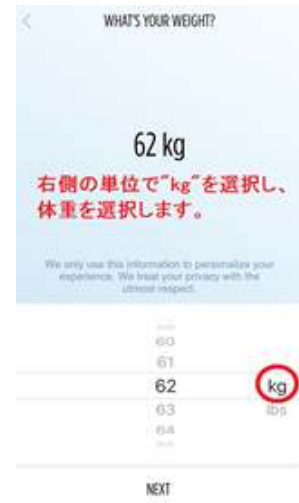 WHAT'S YOUR WEIGHT?
62 kg
右側の単位で"kg"を選択し、
体重を選択します。
We only use this information to personalize your
experience. We treat your privacy with the
utmost respect.
60
61
62 kg
63 lbs
64
NEXT